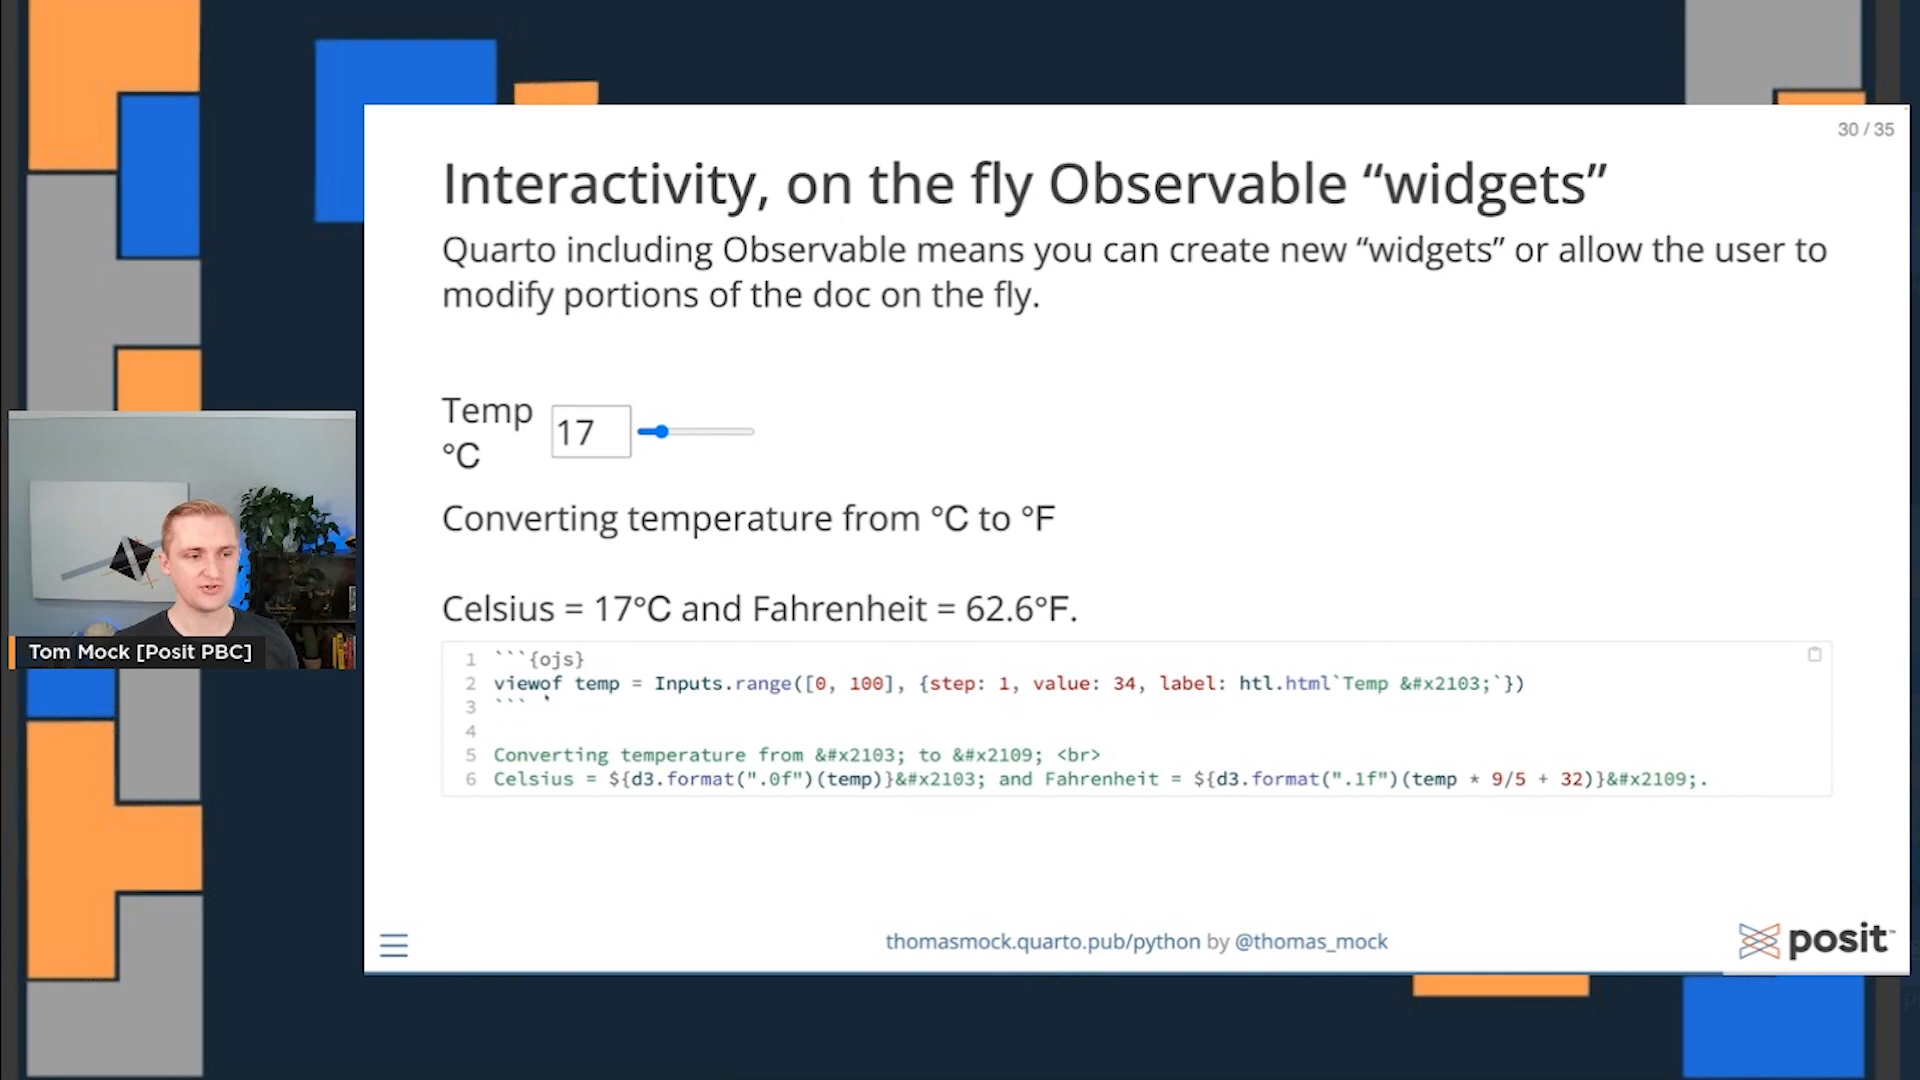 30 / 35
Interactivity, on the fly Observable “widgets”
Quarto including Observable means you can create new “widgets” or allow the user to
modify portions of the doc on the fly.
Temp
°C
17
Converting temperature from °C to °F
Celsius = 17°C and Fahrenheit = 62.6°F.
1 ```{ojs}
2 viewof temp = Inputs.range([0, 100], {step: 1, value: 34, label: htl.html`Temp &#x2103;`})
3 ```
4
5 Converting temperature from &#x2103; to &#x2109; <br>
6 Celsius = ${d3.format(".0f")(temp)}&#x2103; and Fahrenheit = ${d3.format(".1f")(temp * 9/5 + 32)}&#x2109;.
Tom Mock [Posit PBC]
thomasmock.quarto.pub/python by @thomas_mock
posit™